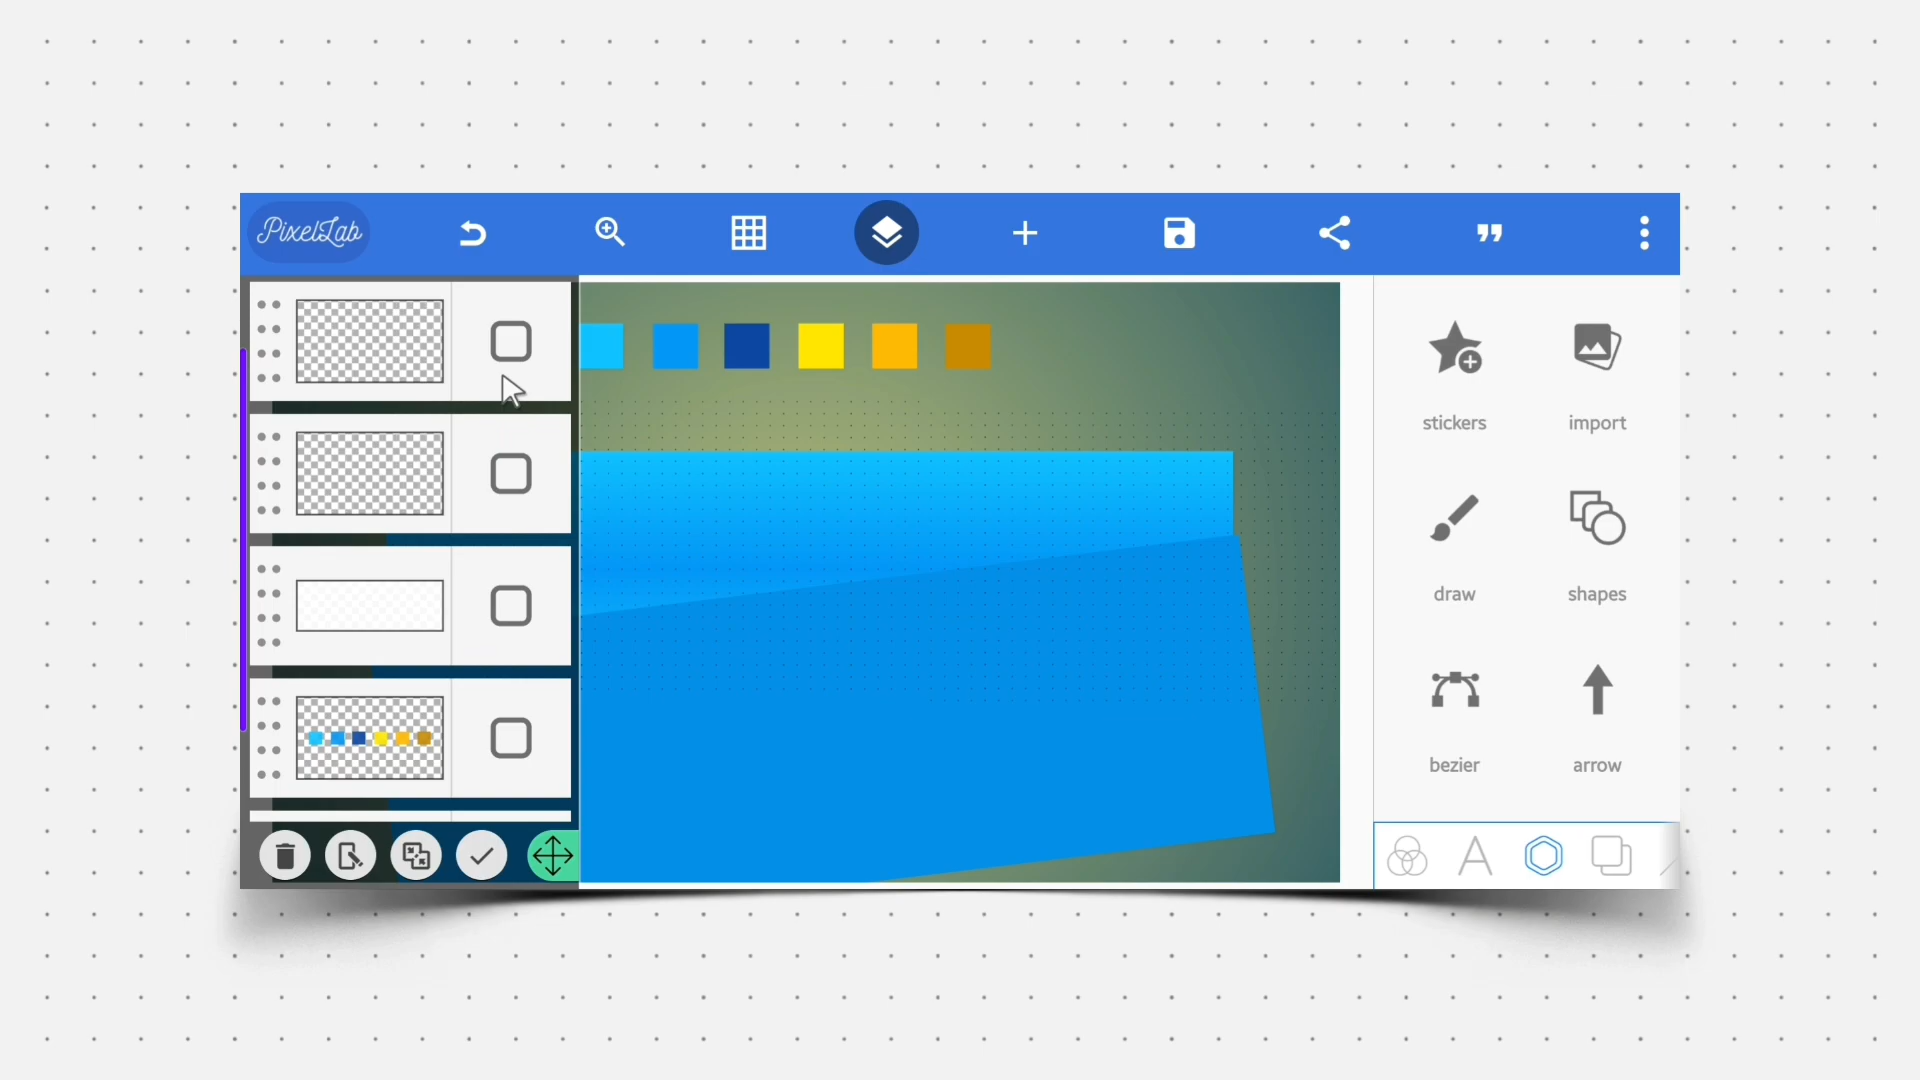 PixelLab
stickers
import
draw
shapes
bezier
arrow